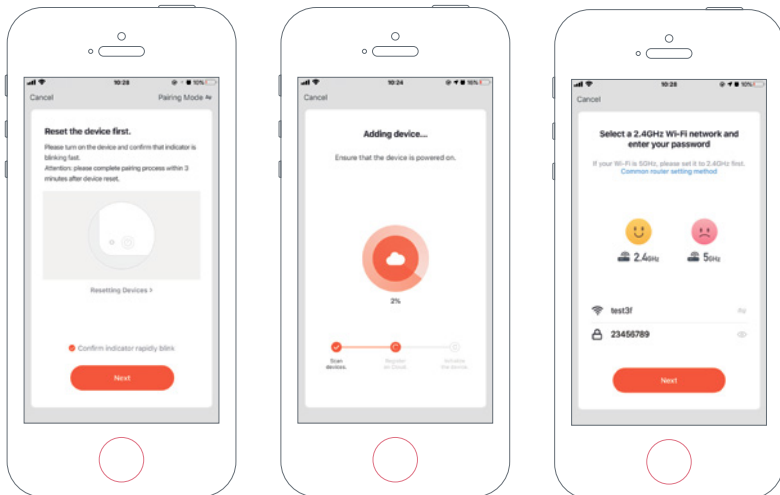 10:28
10%
Cancel
Pairing Mode
Reset the device first.
Please turn on the device and confirm that indicator is
blinking fast.
Attention: please complete pairing process within 3
minutes after device reset.
Resetting Devices >
Confirm indicator rapidly blink
Next
10:24
16%
Cancel
Adding device...
Ensure that the device is powered on.
2%
Scan
devices.
Register
on Cloud.
Initialize
the device.
10:28
10%
Cancel
Select a 2.4GHz Wi-Fi network and
enter your password
If your Wi-Fi is 5GHz, please set it to 2.4GHz first.
Common router setting method
2.4GHz
5GHz
test3f
23456789
Next